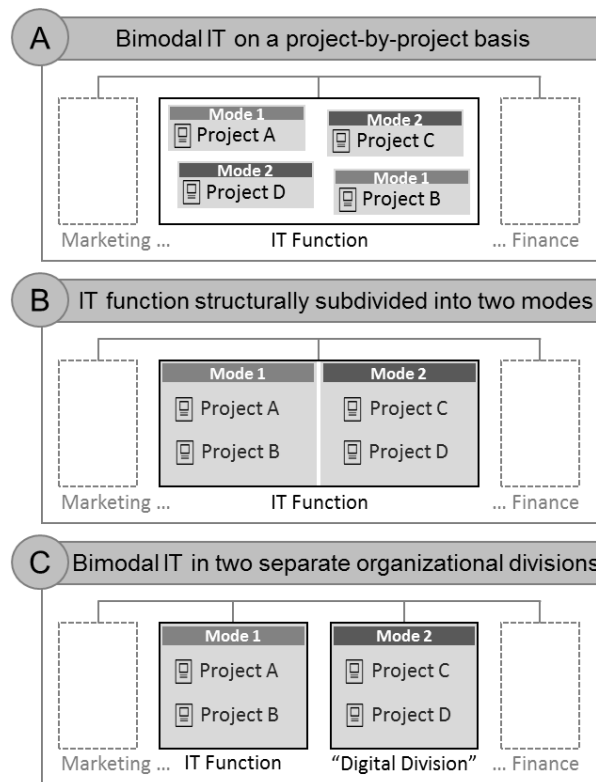 A
Bimodal IT on a project-by-project basis
Mode 1
Project A
Mode 2
Project C
Mode 2
Project D
Mode 1
Project B
Marketing ...
IT Function
... Finance
B
IT function structurally subdivided into two modes
Mode 1
Mode 2
Project A
Project C
Project B
Project D
Marketing ...
IT Function
... Finance
C
Bimodal IT in two separate organizational divisions
Mode 1
Mode 2
Project A
Project C
Project B
Project D
Marketing ...
IT Function
“Digital Division”
... Finance